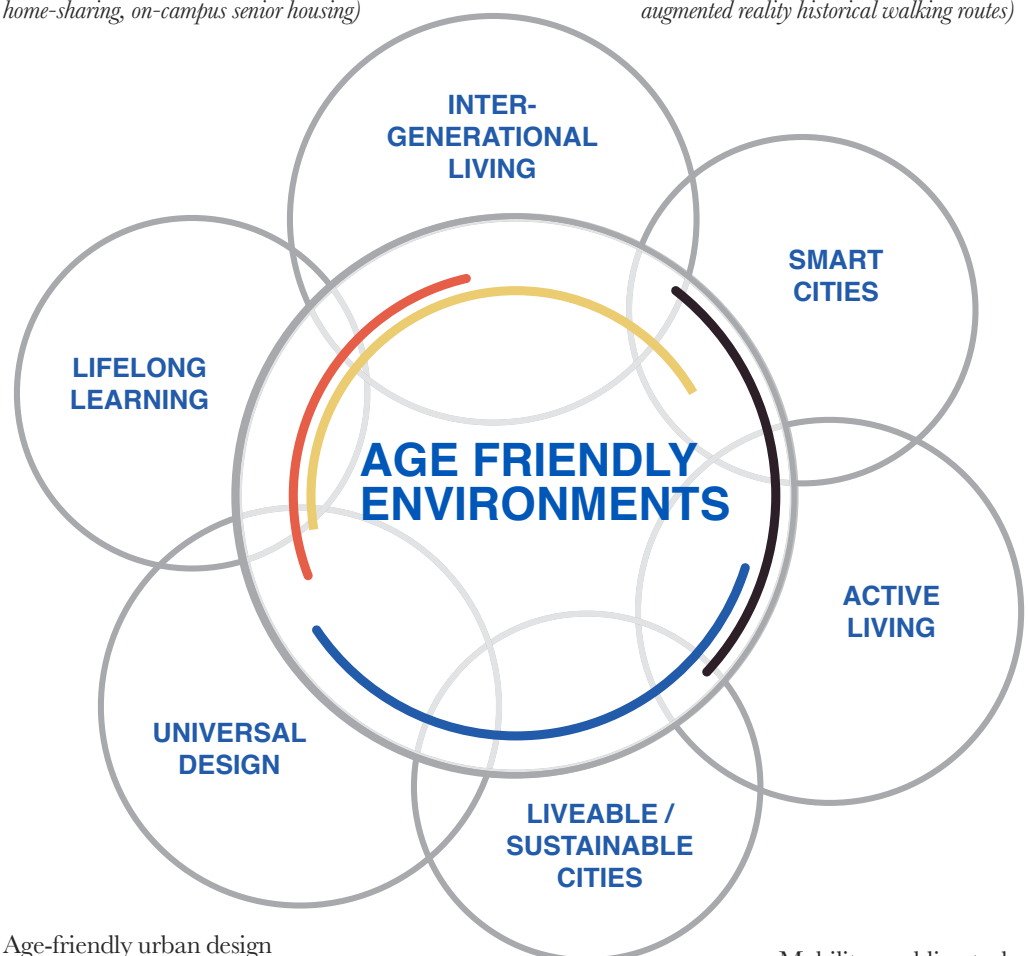 home-sharing, on-campus senior housing)
augmented reality historical walking routes)
INTER-
GENERATIONAL
LIVING
SMART
CITIES
LIFELONG
LEARNING
AGE FRIENDLY
ENVIRONMENTS
ACTIVE
LIVING
UNIVERSAL
DESIGN
LIVEABLE /
SUSTAINABLE
CITIES
Age-friendly urban design